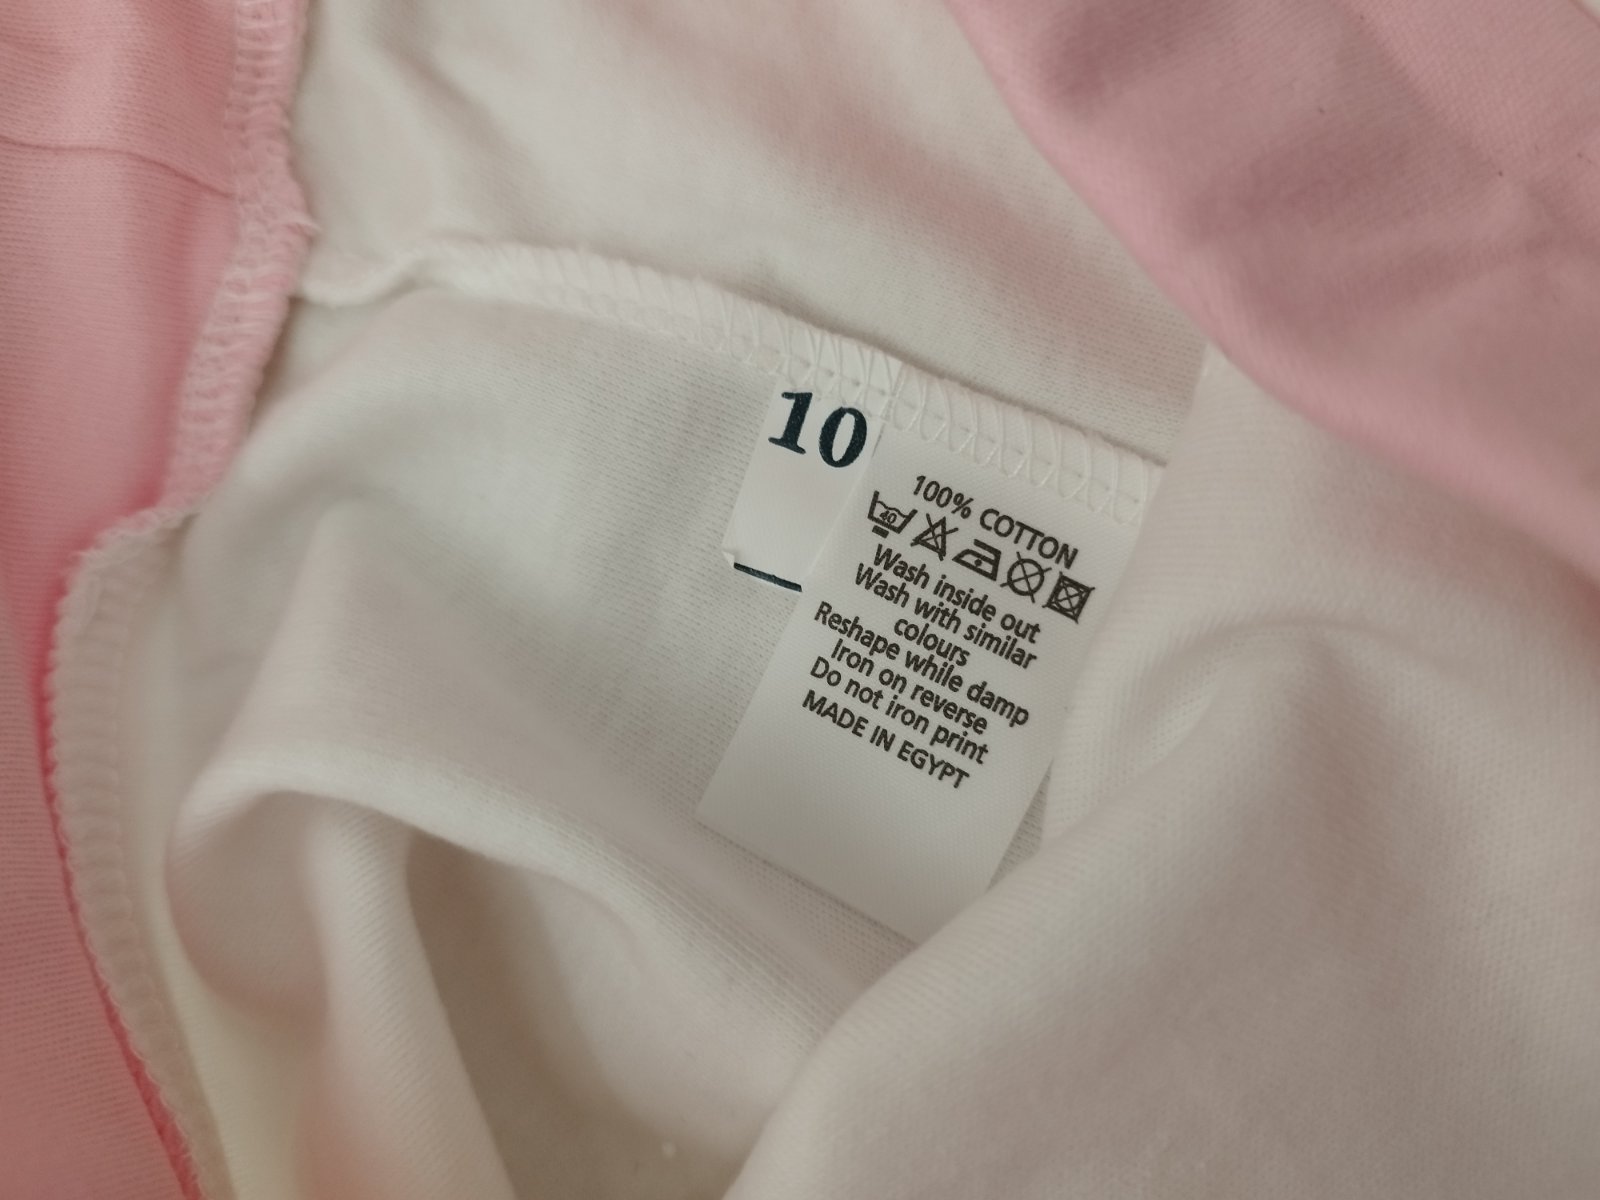 10
100% COTTON
40
Wash inside out
Wash with similar
colours
Reshape while damp
Iron on reverse
Do not iron print
MADE IN EGYPT